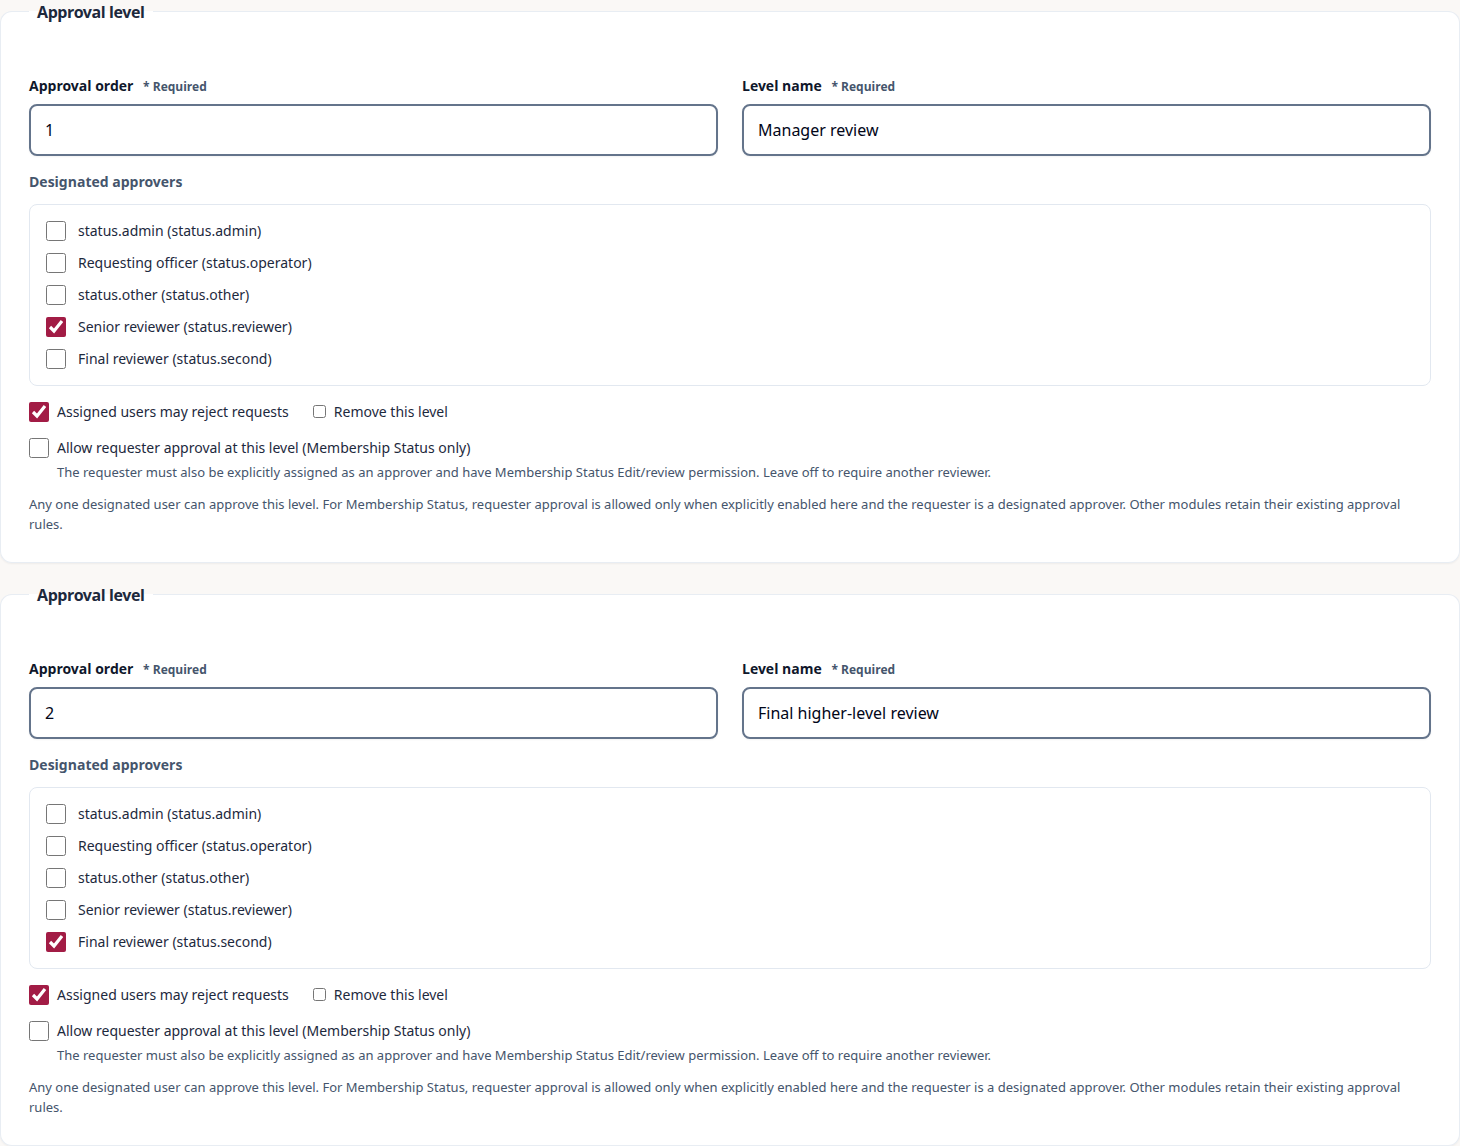 Approval level
Approval order * Required
Level name * Required
1
Manager review
Designated approvers
status.admin (status.admin)
Requesting officer (status.operator)
status.other (status.other)
Senior reviewer (status.reviewer)
Final reviewer (status.second)
Assigned users may reject requests
Remove this level
Allow requester approval at this level (Membership Status only)
The requester must also be explicitly assigned as an approver and have Membership Status Edit/review permission. Leave off to require another reviewer.
Any one designated user can approve this level. For Membership Status, requester approval is allowed only when explicitly enabled here and the requester is a designated approver. Other modules retain their existing approval
rules.
Approval level
Approval order * Required
Level name * Required
2
Final higher-level review
Designated approvers
status.admin (status.admin)
Requesting officer (status.operator)
status.other (status.other)
Senior reviewer (status.reviewer)
Final reviewer (status.second)
Assigned users may reject requests
Remove this level
Allow requester approval at this level (Membership Status only)
The requester must also be explicitly assigned as an approver and have Membership Status Edit/review permission. Leave off to require another reviewer.
Any one designated user can approve this level. For Membership Status, requester approval is allowed only when explicitly enabled here and the requester is a designated approver. Other modules retain their existing approval
rules.